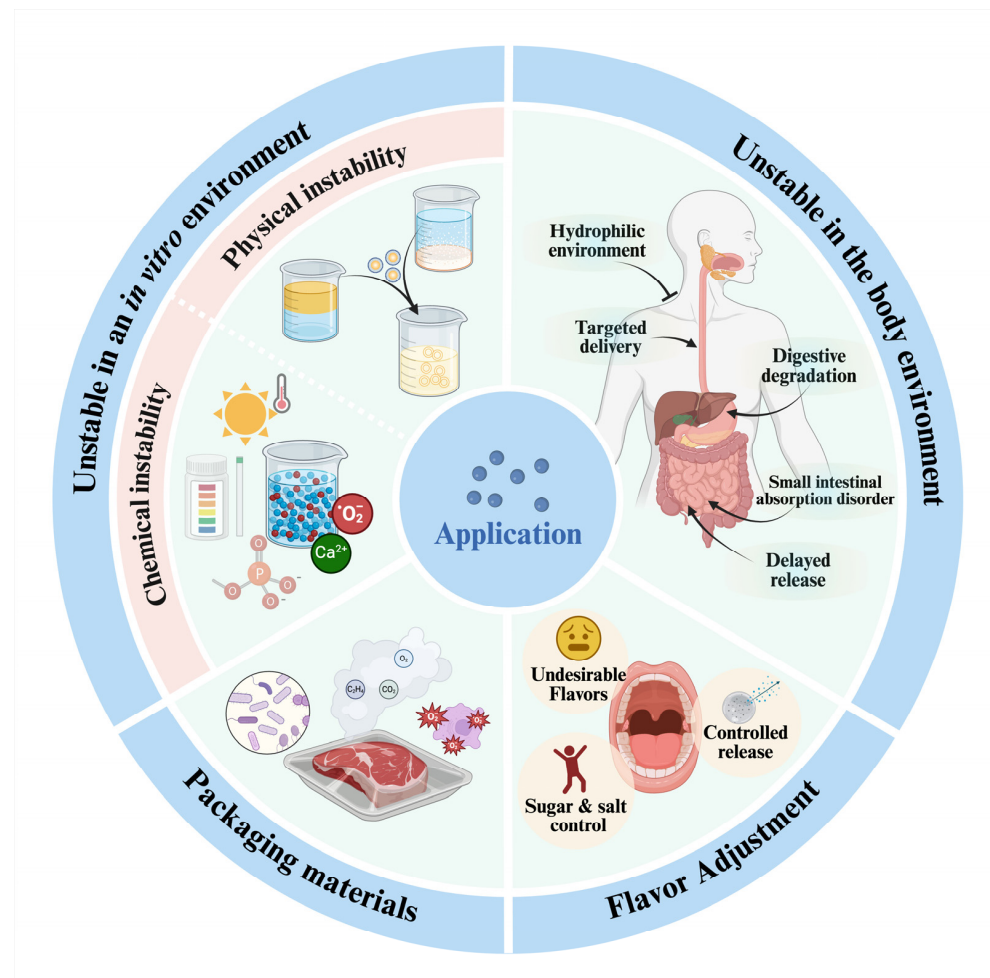 Unstable in an in vitro environment
Physical instability
Chemical instability
·O₂⁻
Ca²⁺
O
O
P
O⁻
O⁻
Unstable in the body environment
Hydrophilic
environment
Targeted
delivery
Digestive
degradation
Small intestinal
absorption disorder
Delayed
release
Application
Packaging materials
C₂H₄
CO₂
Flavor Adjustment
Undesirable
Flavors
Controlled
release
Sugar & salt
control